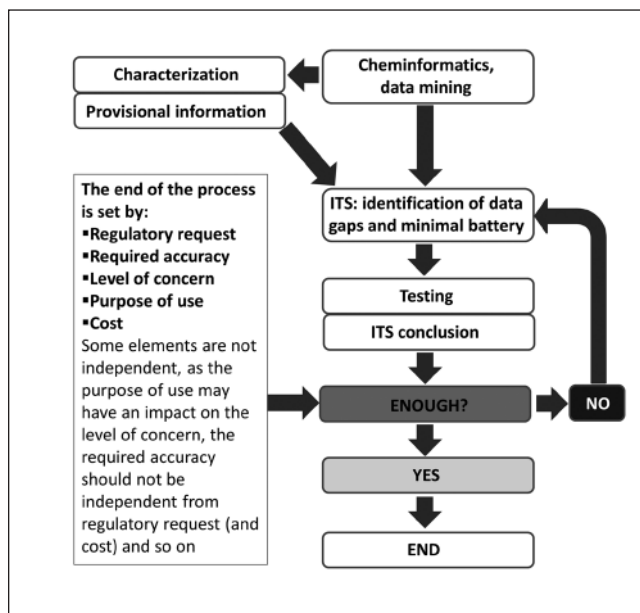 Characterization
Provisional information
Cheminformatics,
data mining
ITS: identification of data
gaps and minimal battery
Testing
ITS conclusion
ENOUGH?
NO
YES
END
The end of the process
is set by:
▪Regulatory request
▪Required accuracy
▪Level of concern
▪Purpose of use
▪Cost
Some elements are not
independent, as the
purpose of use may
have an impact on the
level of concern, the
required accuracy
should not be
independent from
regulatory request (and
cost) and so on